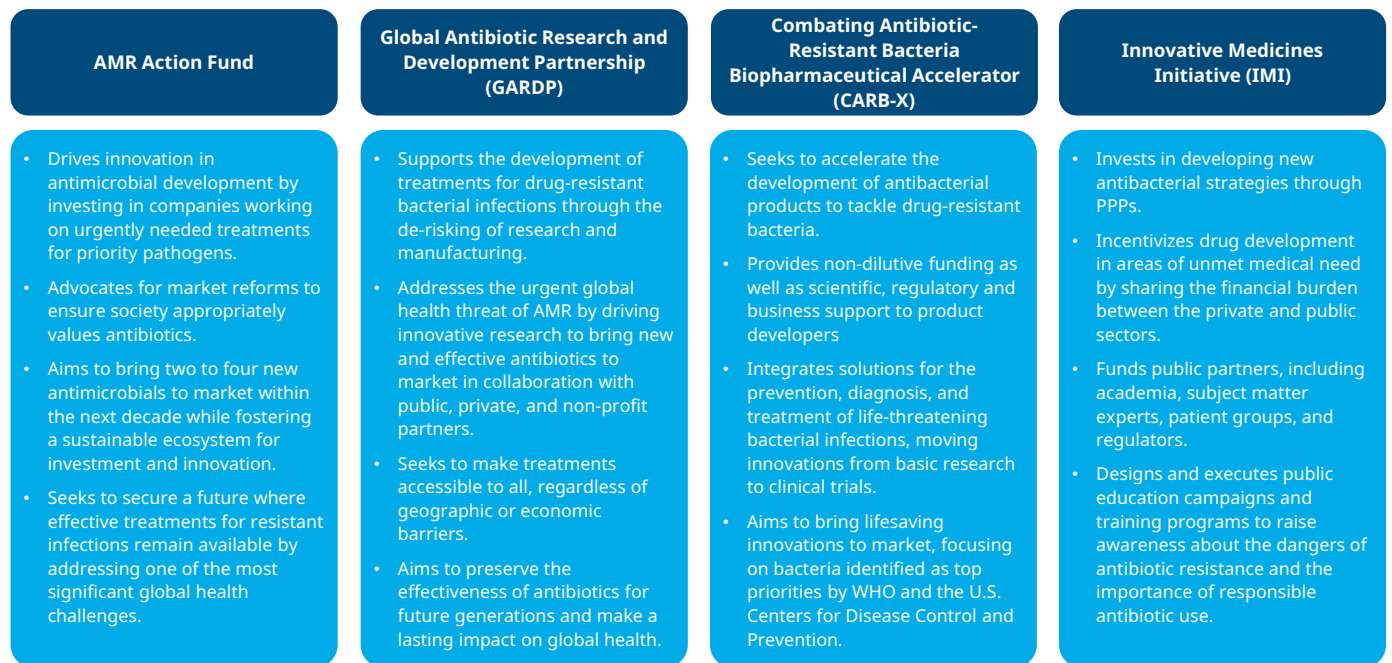 AMR Action Fund
Global Antibiotic Research and
Development Partnership
(GARDP)
Combating Antibiotic-
Resistant Bacteria
Biopharmaceutical Accelerator
(CARB-X)
Innovative Medicines
Initiative (IMI)
• Drives innovation in
antimicrobial development by
investing in companies working
on urgently needed treatments
for priority pathogens.
• Advocates for market reforms to
ensure society appropriately
values antibiotics.
• Aims to bring two to four new
antimicrobials to market within
the next decade while fostering
a sustainable ecosystem for
investment and innovation.
• Seeks to secure a future where
effective treatments for resistant
infections remain available by
addressing one of the most
significant global health
challenges.
• Supports the development of
treatments for drug-resistant
bacterial infections through the
de-risking of research and
manufacturing.
• Addresses the urgent global
health threat of AMR by driving
innovative research to bring new
and effective antibiotics to
market in collaboration with
public, private, and non-profit
partners.
• Seeks to make treatments
accessible to all, regardless of
geographic or economic
barriers.
• Aims to preserve the
effectiveness of antibiotics for
future generations and make a
lasting impact on global health.
• Seeks to accelerate the
development of antibacterial
products to tackle drug-resistant
bacteria.
• Provides non-dilutive funding as
well as scientific, regulatory and
business support to product
developers
• Integrates solutions for the
prevention, diagnosis, and
treatment of life-threatening
bacterial infections, moving
innovations from basic research
to clinical trials.
• Aims to bring lifesaving
innovations to market, focusing
on bacteria identified as top
priorities by WHO and the U.S.
Centers for Disease Control and
Prevention.
• Invests in developing new
antibacterial strategies through
PPPs.
• Incentivizes drug development
in areas of unmet medical need
by sharing the financial burden
between the private and public
sectors.
• Funds public partners, including
academia, subject matter
experts, patient groups, and
regulators.
• Designs and executes public
education campaigns and
training programs to raise
awareness about the dangers of
antibiotic resistance and the
importance of responsible
antibiotic use.